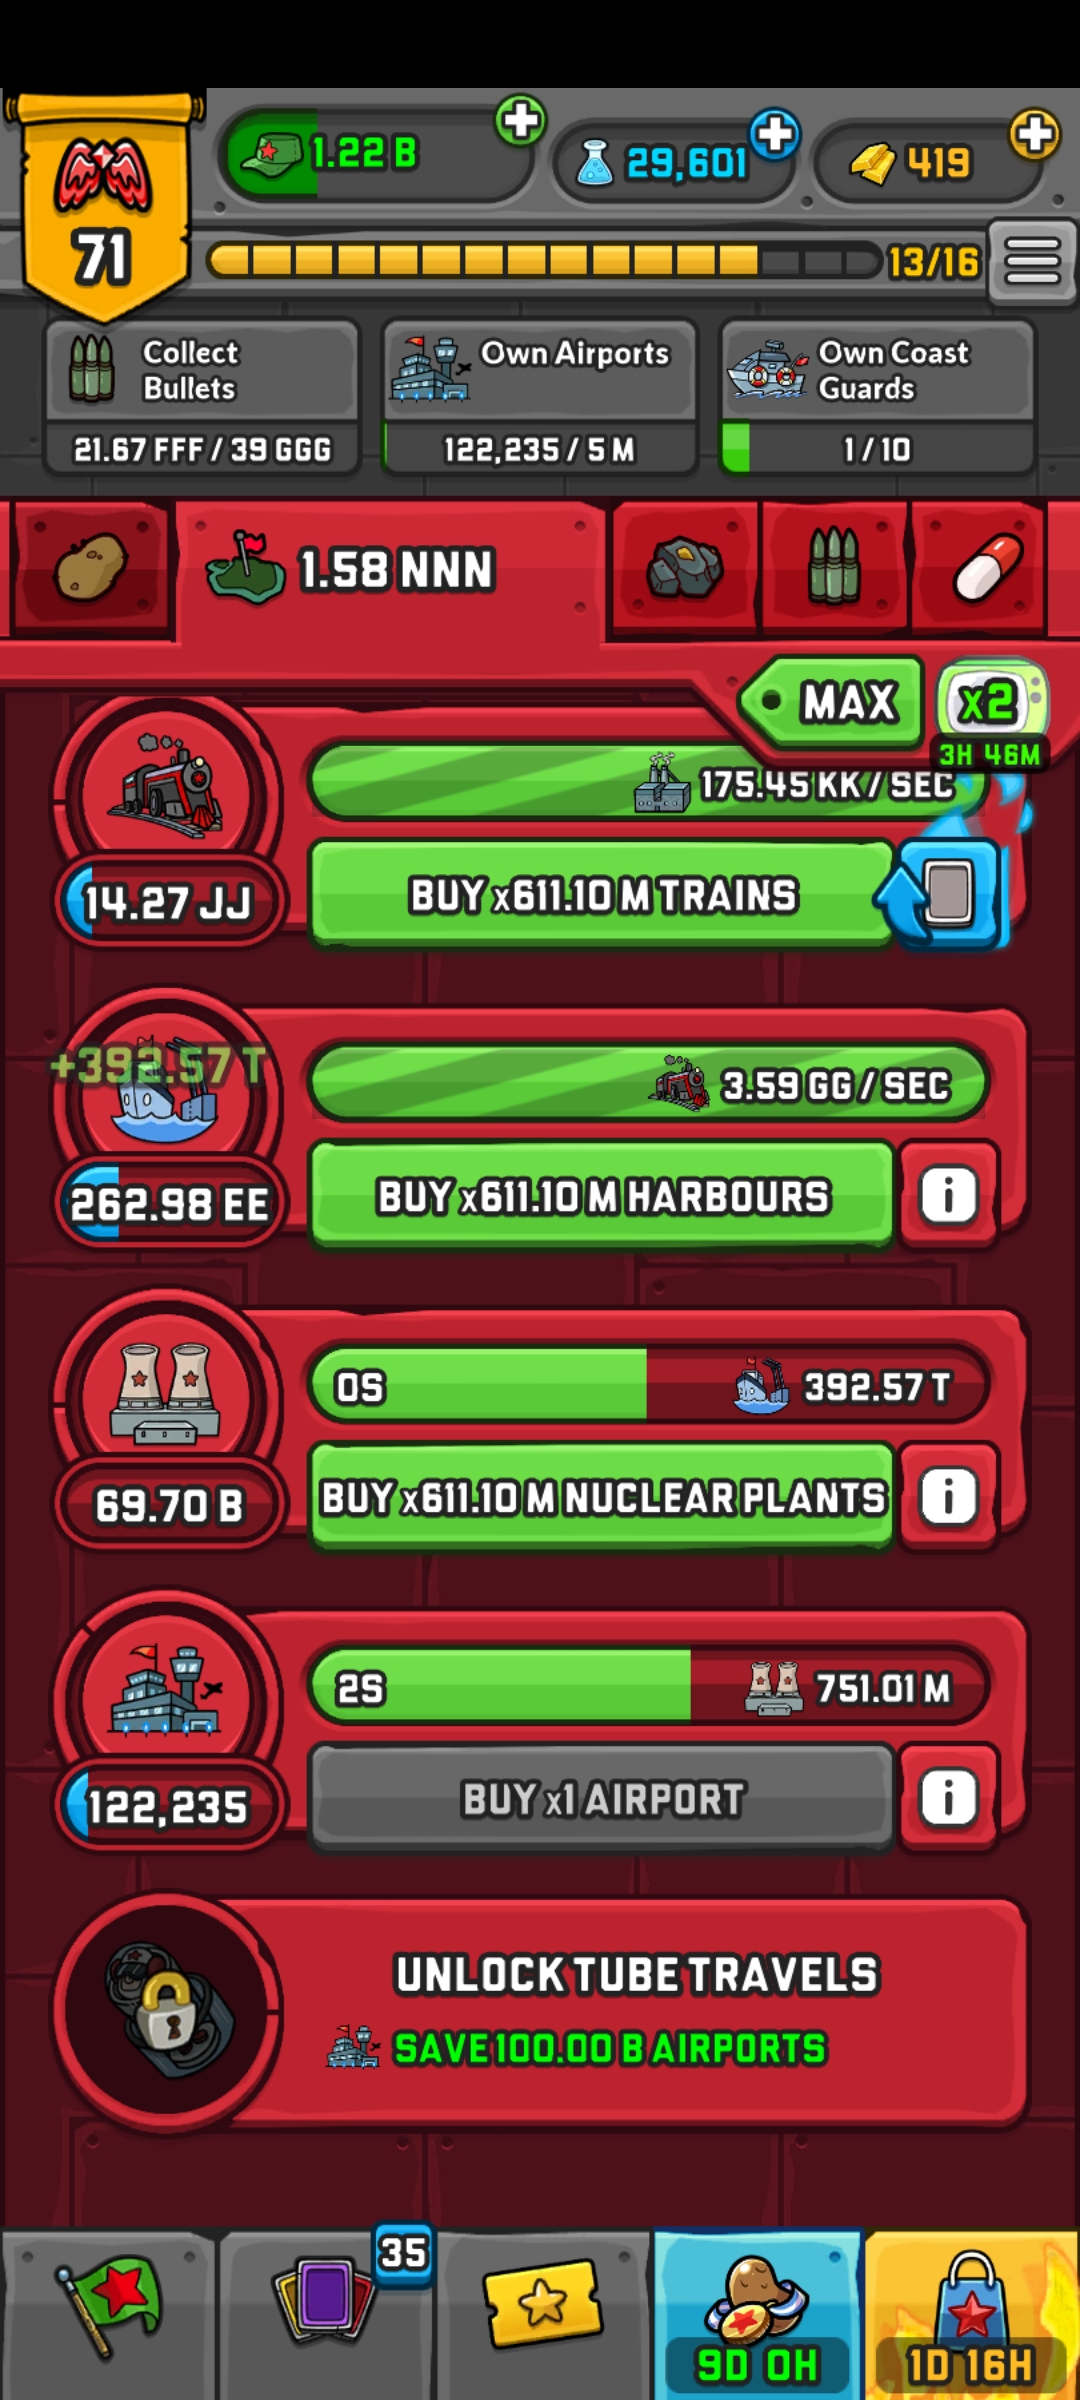 71
1.22 B
29,601
419
13/16
Collect
Bullets
21.67 FFF / 39 GGG
Own Airports
122,235 / 5 M
Own Coast
Guards
1 / 10
1.58 NNN
MAX
x2
3H 46M
175.45 KK / SEC
14.27 JJ
BUY x611.10 M TRAINS
+392.57 T
3.59 GG / SEC
262.98 EE
BUY x611.10 M HARBOURS
i
0S
392.57 T
69.70 B
BUY x611.10 M NUCLEAR PLANTS
i
2S
751.01 M
122,235
BUY x1 AIRPORT
i
UNLOCK TUBE TRAVELS
SAVE 100.00 B AIRPORTS
35
9D 0H
1D 16H